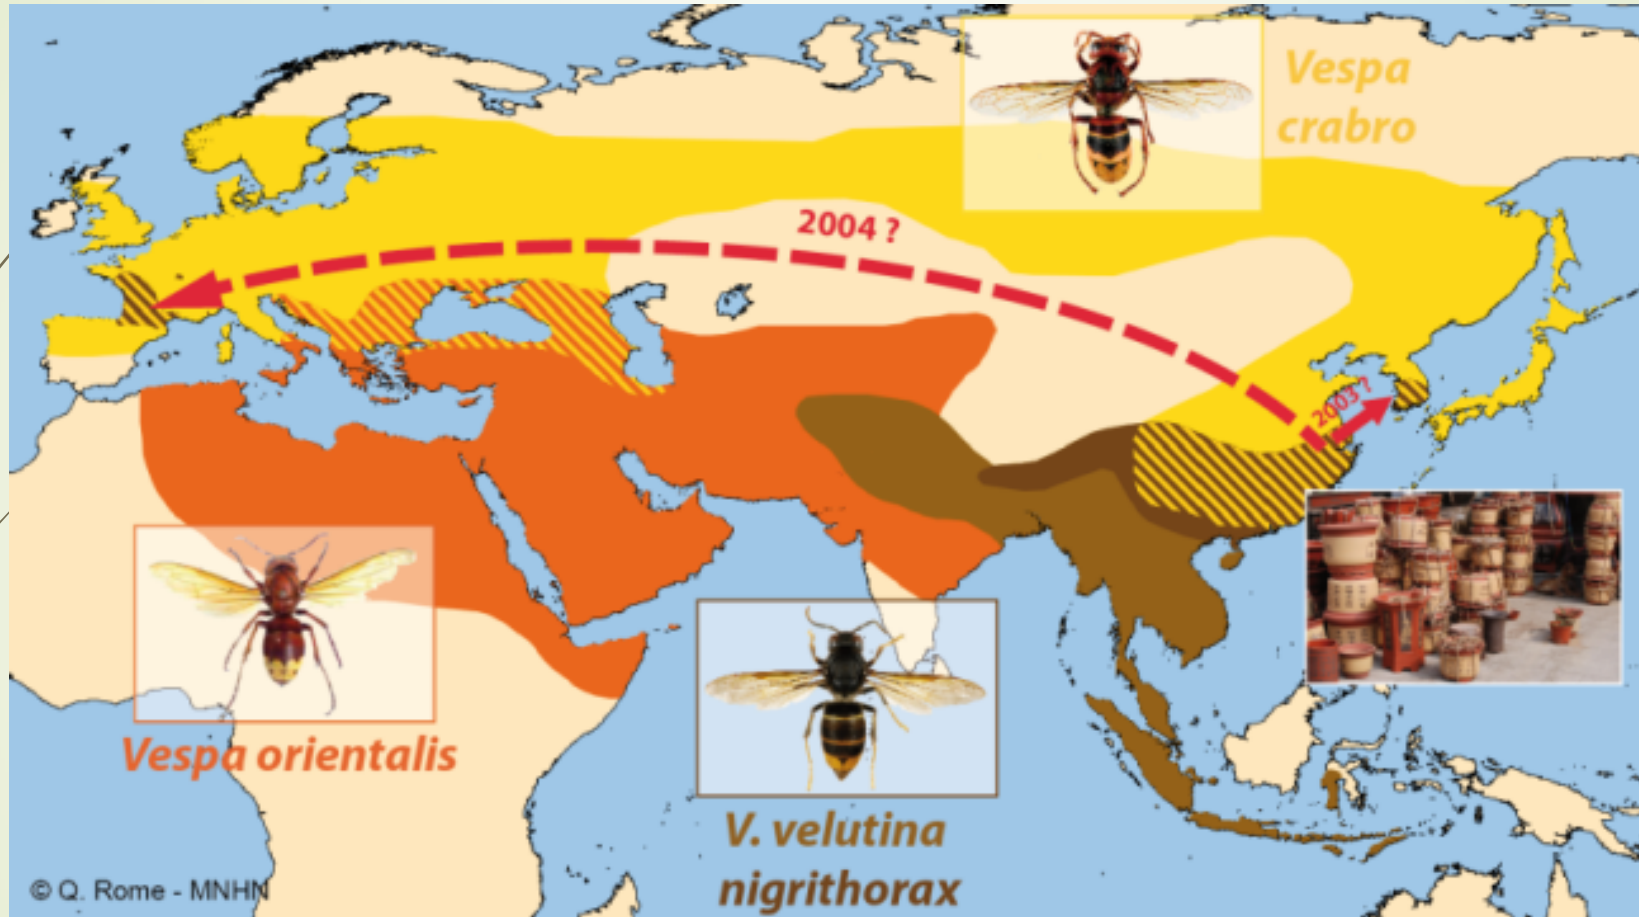 Vespa
crabro
2004 ?
2003 ?
Vespa orientalis
V. velutina
nigrithorax
© Q. Rome - MNHN